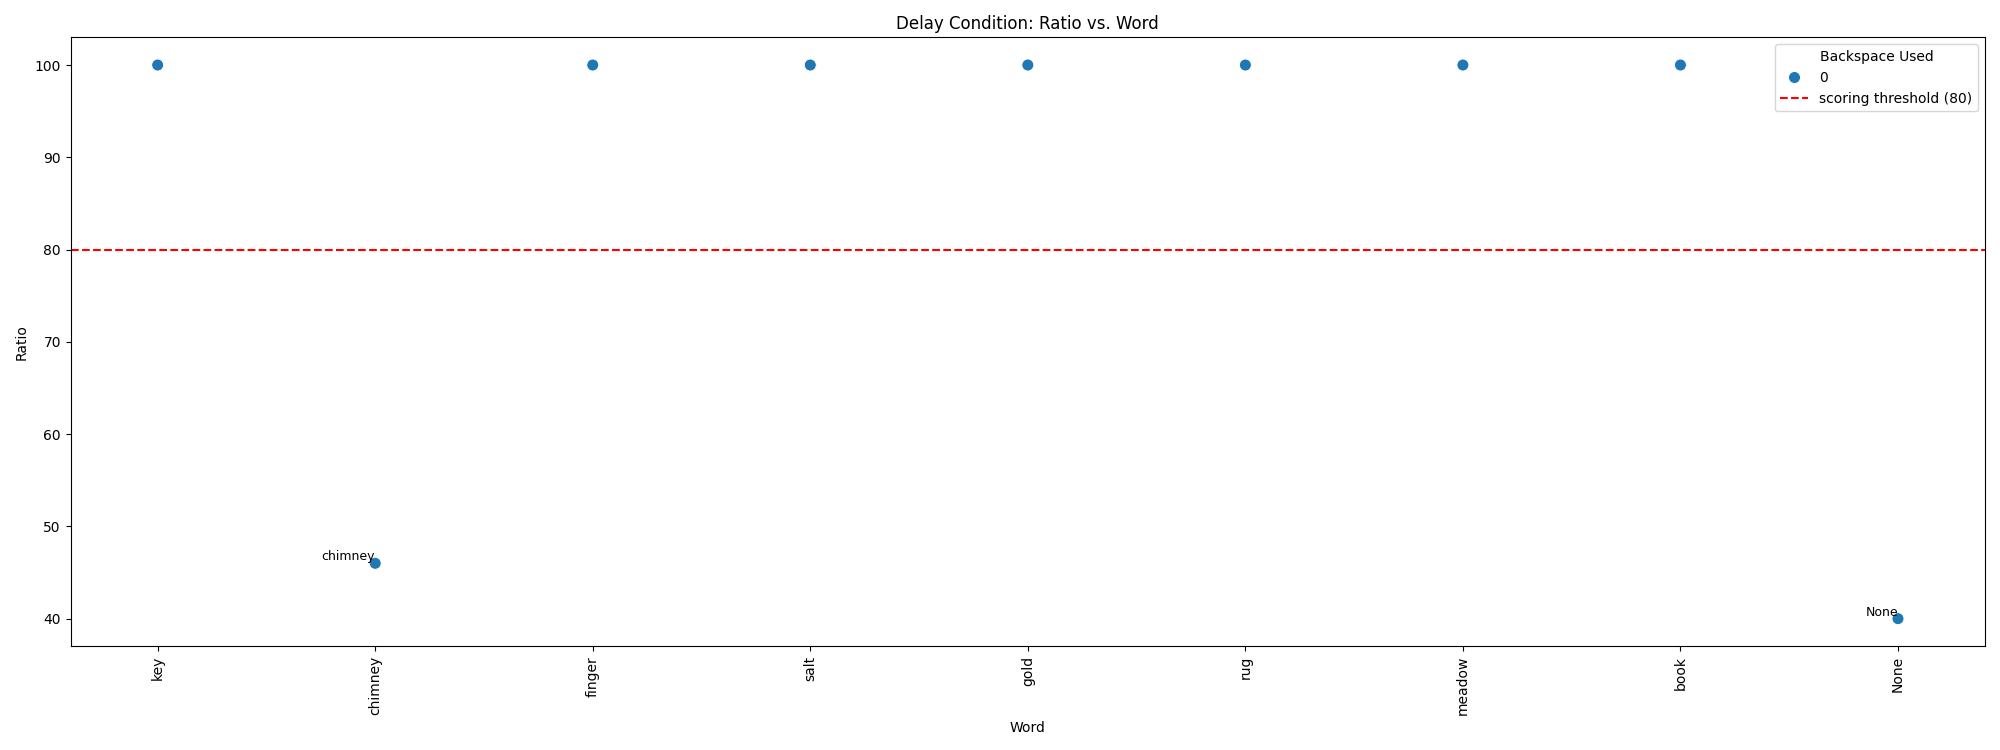 Delay Condition: Ratio vs. Word
Backspace Used
0
scoring threshold (80)
Ratio
100
90
80
70
60
50
40
chimney
None
key
chimney
finger
salt
gold
rug
meadow
book
None
Word